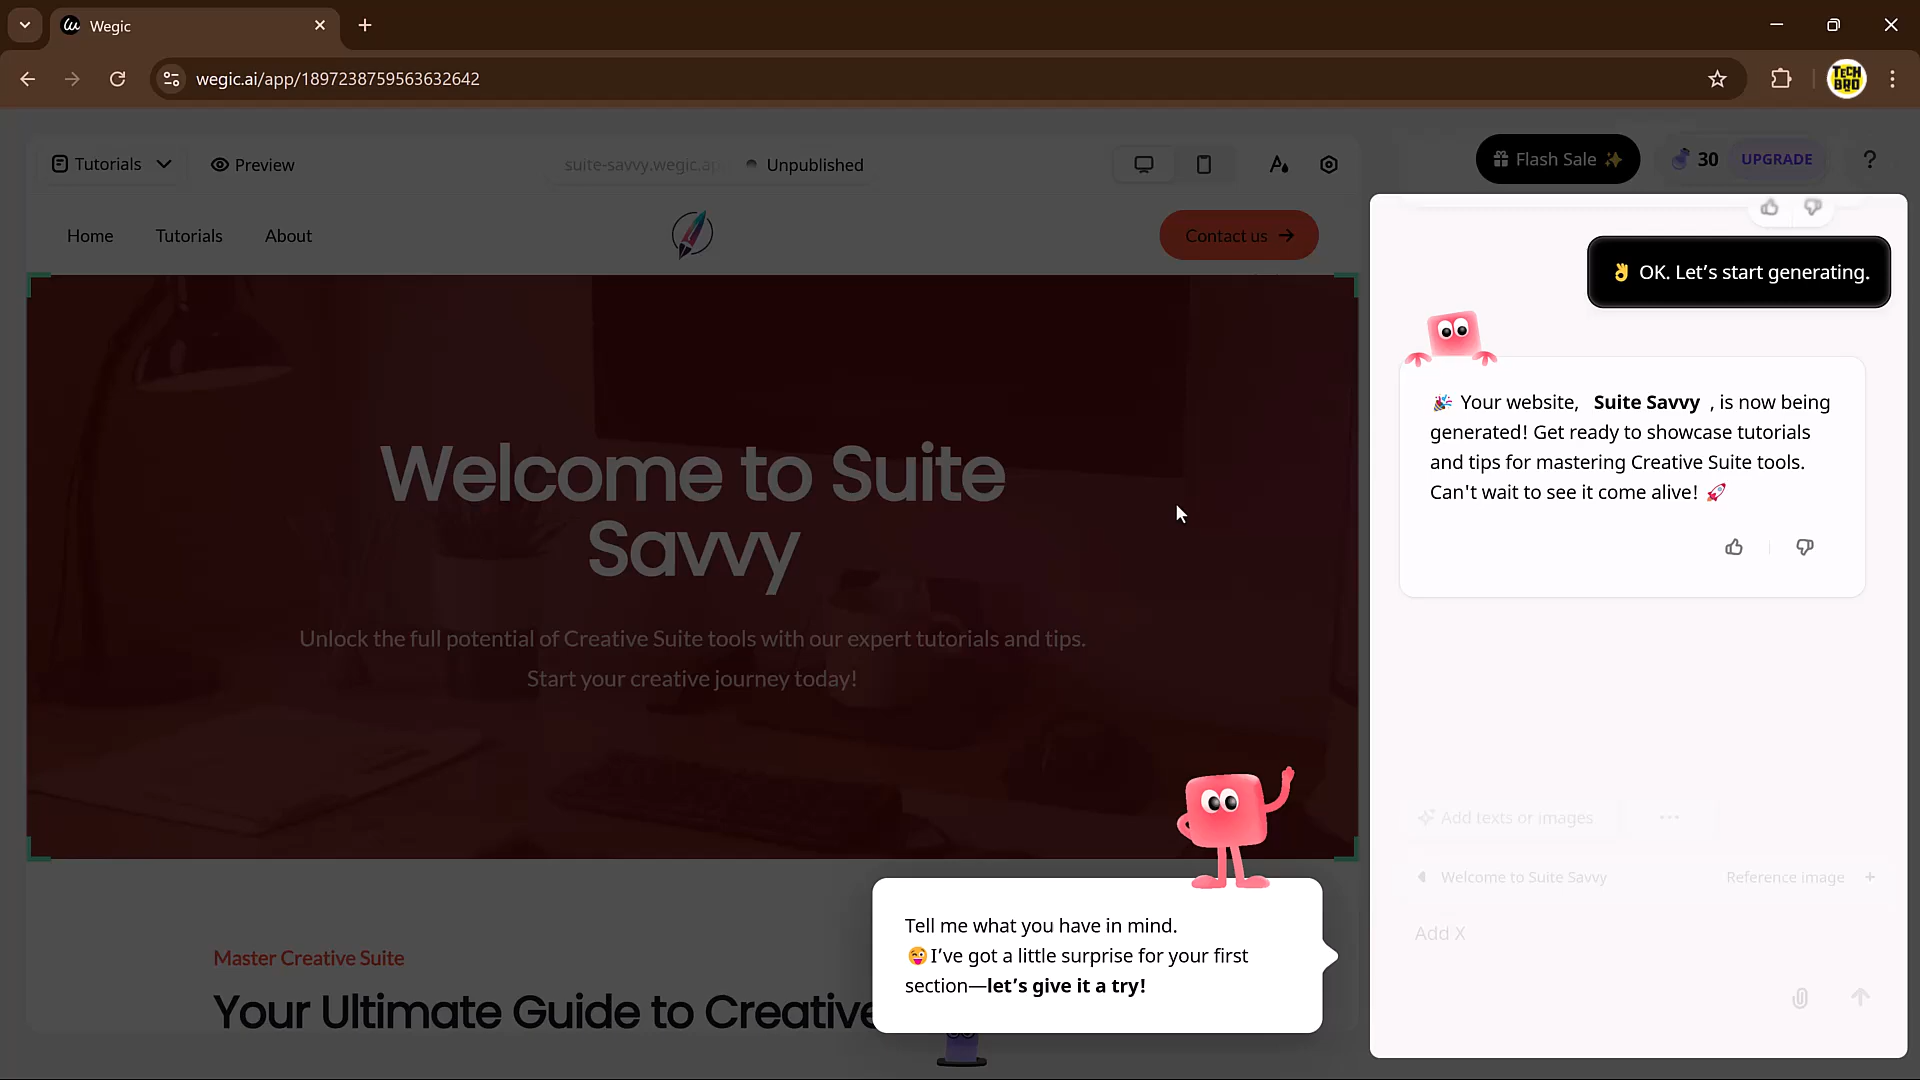 Wegic
wegic.ai/app/1897238759563632642
TECH
BRO
Tutorials
Preview
suite-savvy.wegic.ap
Unpublished
Flash Sale ✨
30
UPGRADE
?
Home
Tutorials
About
Contact us →
Welcome to Suite
Savvy
Unlock the full potential of Creative Suite tools with our expert tutorials and tips.
Start your creative journey today!
Master Creative Suite
Your Ultimate Guide to Creative
Tell me what you have in mind.
😜I’ve got a little surprise for your first
section—let’s give it a try!
👌 OK. Let’s start generating.
🎉 Your website, Suite Savvy , is now being
generated! Get ready to showcase tutorials
and tips for mastering Creative Suite tools.
Can't wait to see it come alive! 🚀
Add texts or images
Welcome to Suite Savvy
Reference image +
Add X